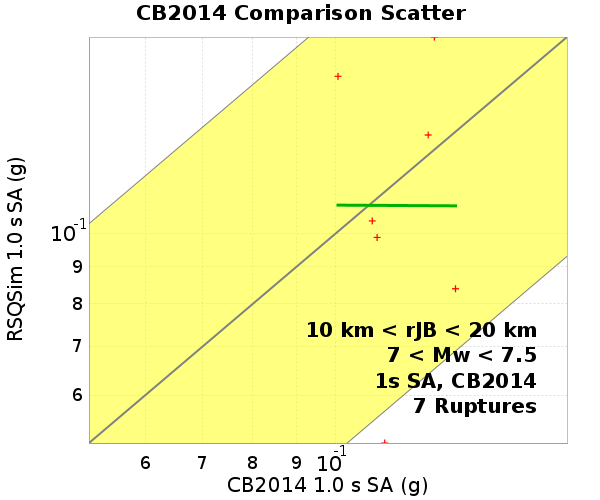 CB2014 Comparison Scatter
RSQSim 1.0 s SA (g)
10-1
9
8
7
6
10 km < rJB < 20 km
7 < Mw < 7.5
1s SA, CB2014
7 Ruptures
6 7 8 9 10-1
CB2014 1.0 s SA (g)